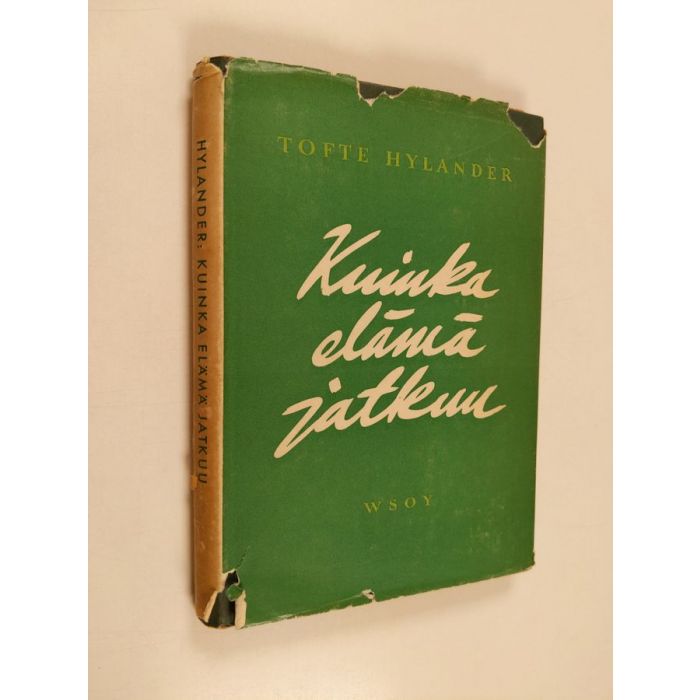 HYLANDER: KUINKA ELÄMÄ JATKUU
TOFTE HYLANDER
Kuinka
elämä
jatkuu
WSOY